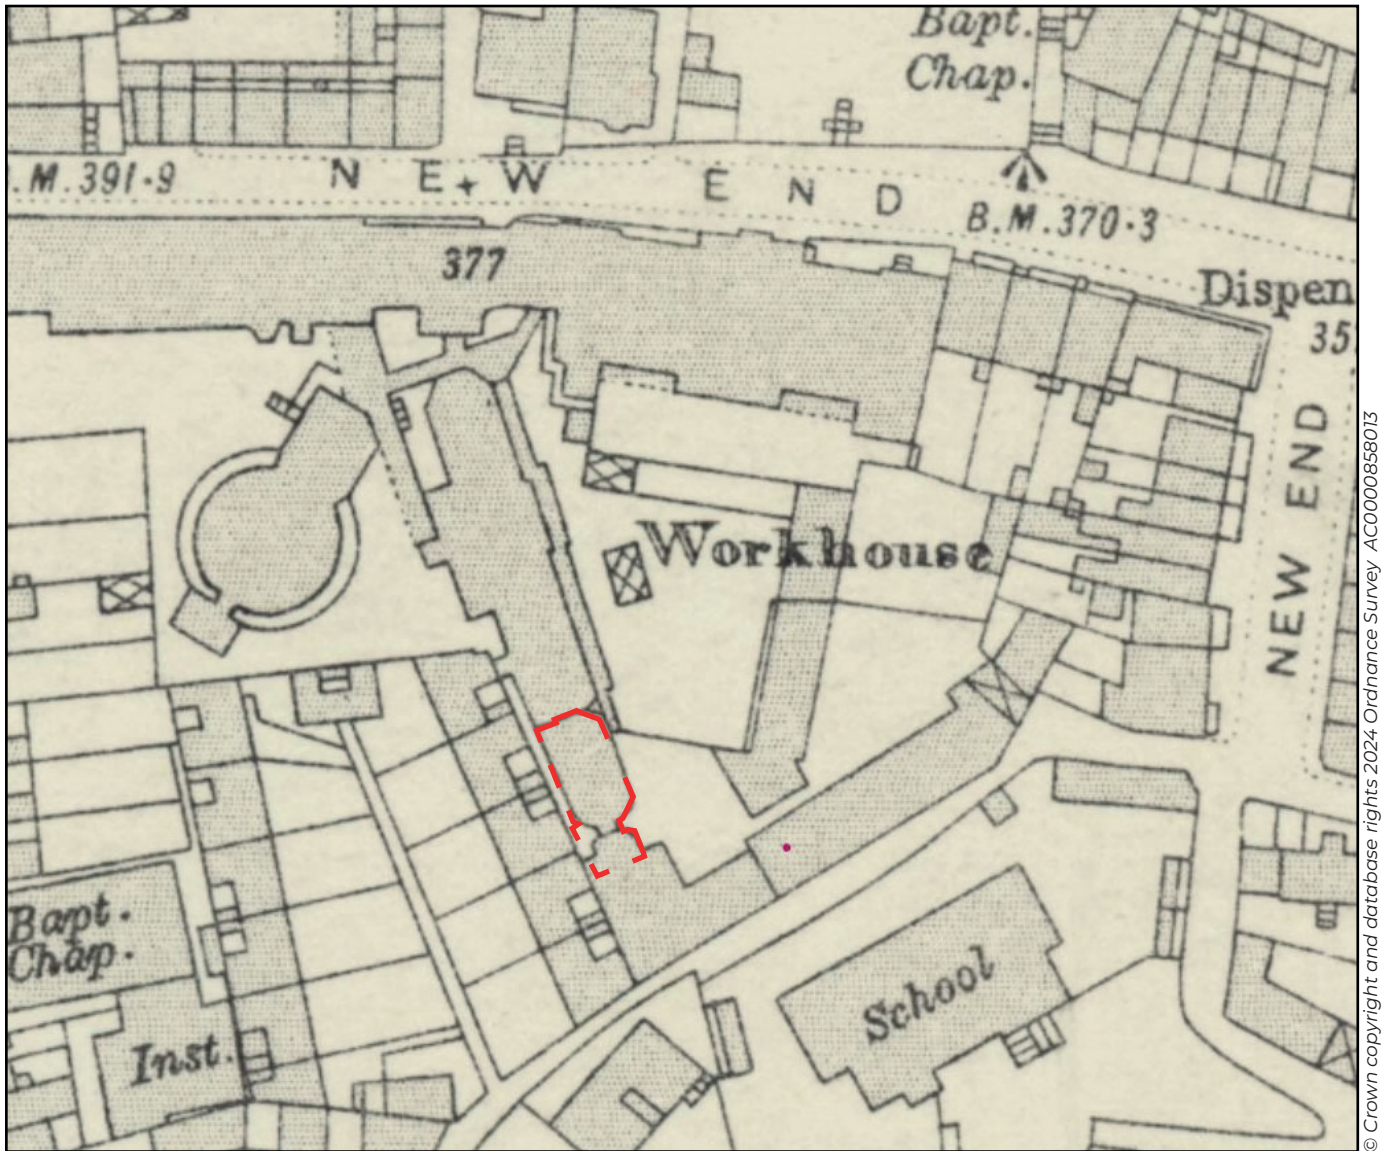 Bapt.
Chap.
.M.391·9
NEW END
B.M.370·3
377
Dispen
35
Workhouse
NEW END
Bapt.
Chap.
Inst.
School
© Crown copyright and database rights 2024 Ordnance Survey AC0000858013